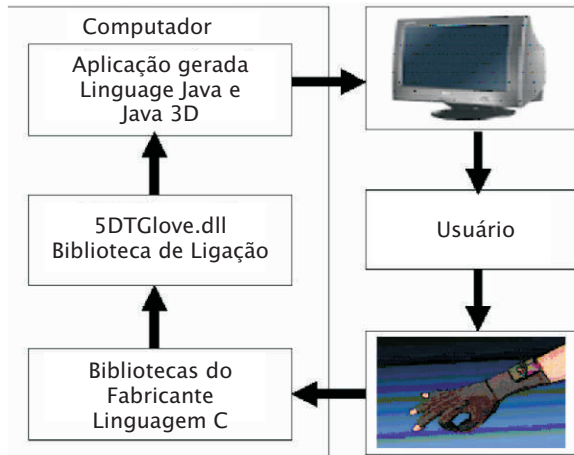 Computador
Aplicação gerada
Linguage Java e
Java 3D
5DTGlove.dll
Biblioteca de Ligação
Usuário
Bibliotecas do
Fabricante
Linguagem C